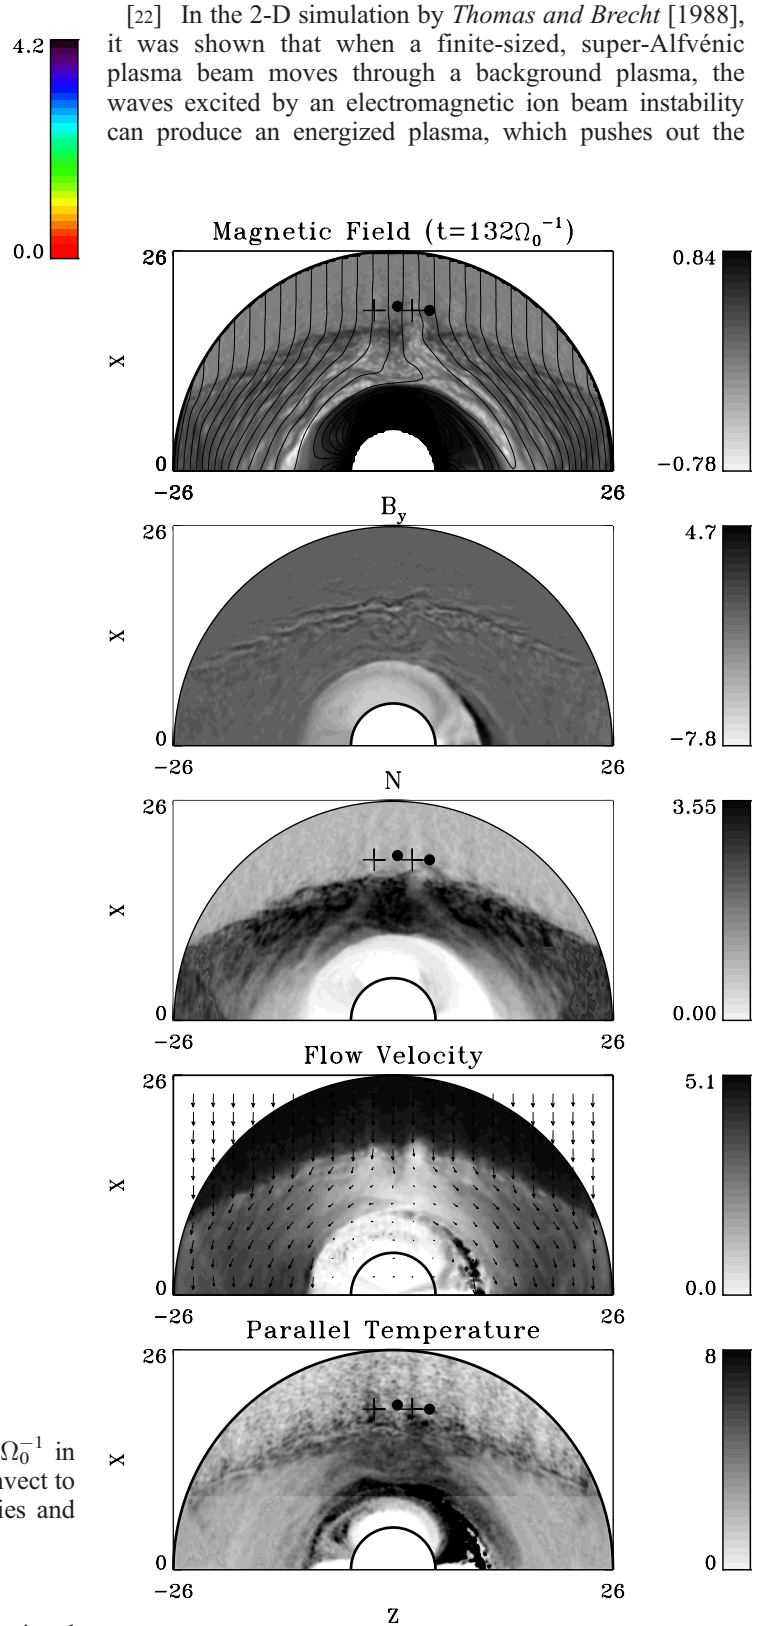 [22] In the 2-D simulation by Thomas and Brecht [1988],
it was shown that when a finite-sized, super-Alfvénic
plasma beam moves through a background plasma, the
waves excited by an electromagnetic ion beam instability
can produce an energized plasma, which pushes out the
4.2
0.0
Magnetic Field (t=132Ω₀⁻¹)
26
X
0
−26
26
0.84
−0.78
B_y
26
X
0
−26
26
4.7
−7.8
N
26
X
0
−26
26
3.55
0.00
Flow Velocity
26
X
0
−26
26
5.1
0.0
Parallel Temperature
26
X
0
−26
26
Z
8
0
Ω₀⁻¹ in
nvect to
ies and